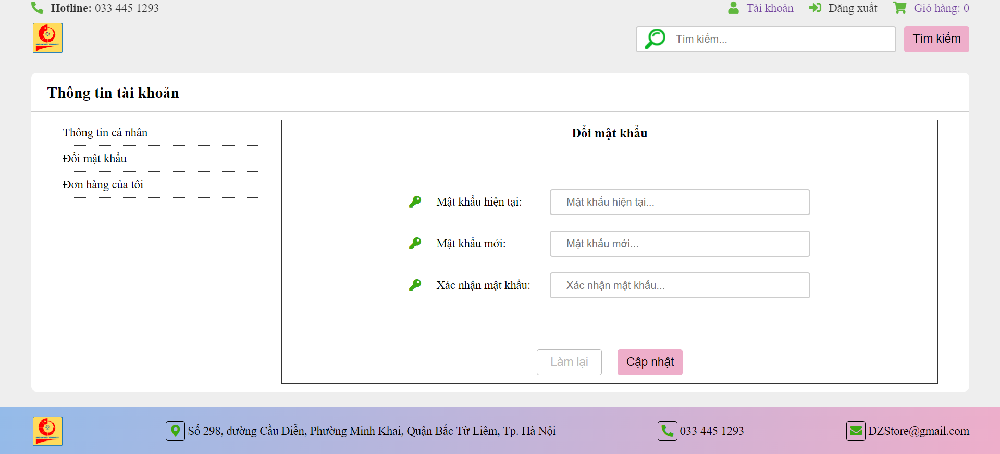 Hotline: 033 445 1293
Tài khoản
Đăng xuất
Giỏ hàng: 0
Tìm kiếm...
Tìm kiếm
Thông tin tài khoản
Thông tin cá nhân
Đổi mật khẩu
Đơn hàng của tôi
Đổi mật khẩu
Mật khẩu hiện tại:
Mật khẩu hiện tại...
Mật khẩu mới:
Mật khẩu mới...
Xác nhận mật khẩu:
Xác nhận mật khẩu...
Làm lại
Cập nhật
Số 298, đường Cầu Diễn, Phường Minh Khai, Quận Bắc Từ Liêm, Tp. Hà Nội
033 445 1293
DZStore@gmail.com